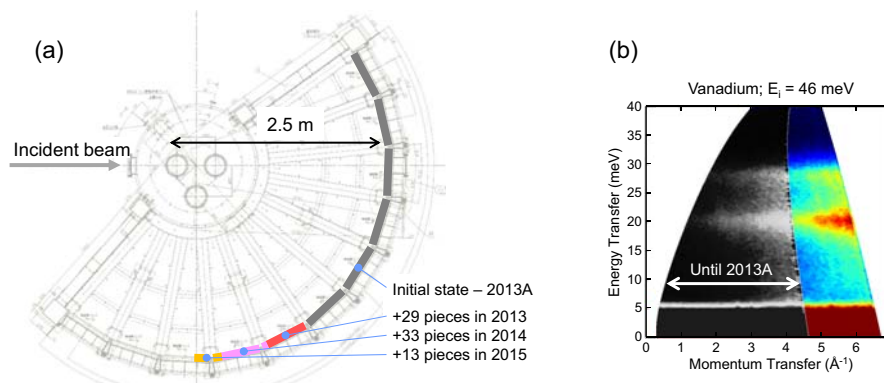 (a)
2.5 m
Incident beam
Initial state – 2013A
+29 pieces in 2013
+33 pieces in 2014
+13 pieces in 2015
(b)
Vanadium; Ei = 46 meV
Energy Transfer (meV)
40
35
30
25
20
15
10
5
0
Until 2013A
0 1 2 3 4 5 6
Momentum Transfer (Å-1)